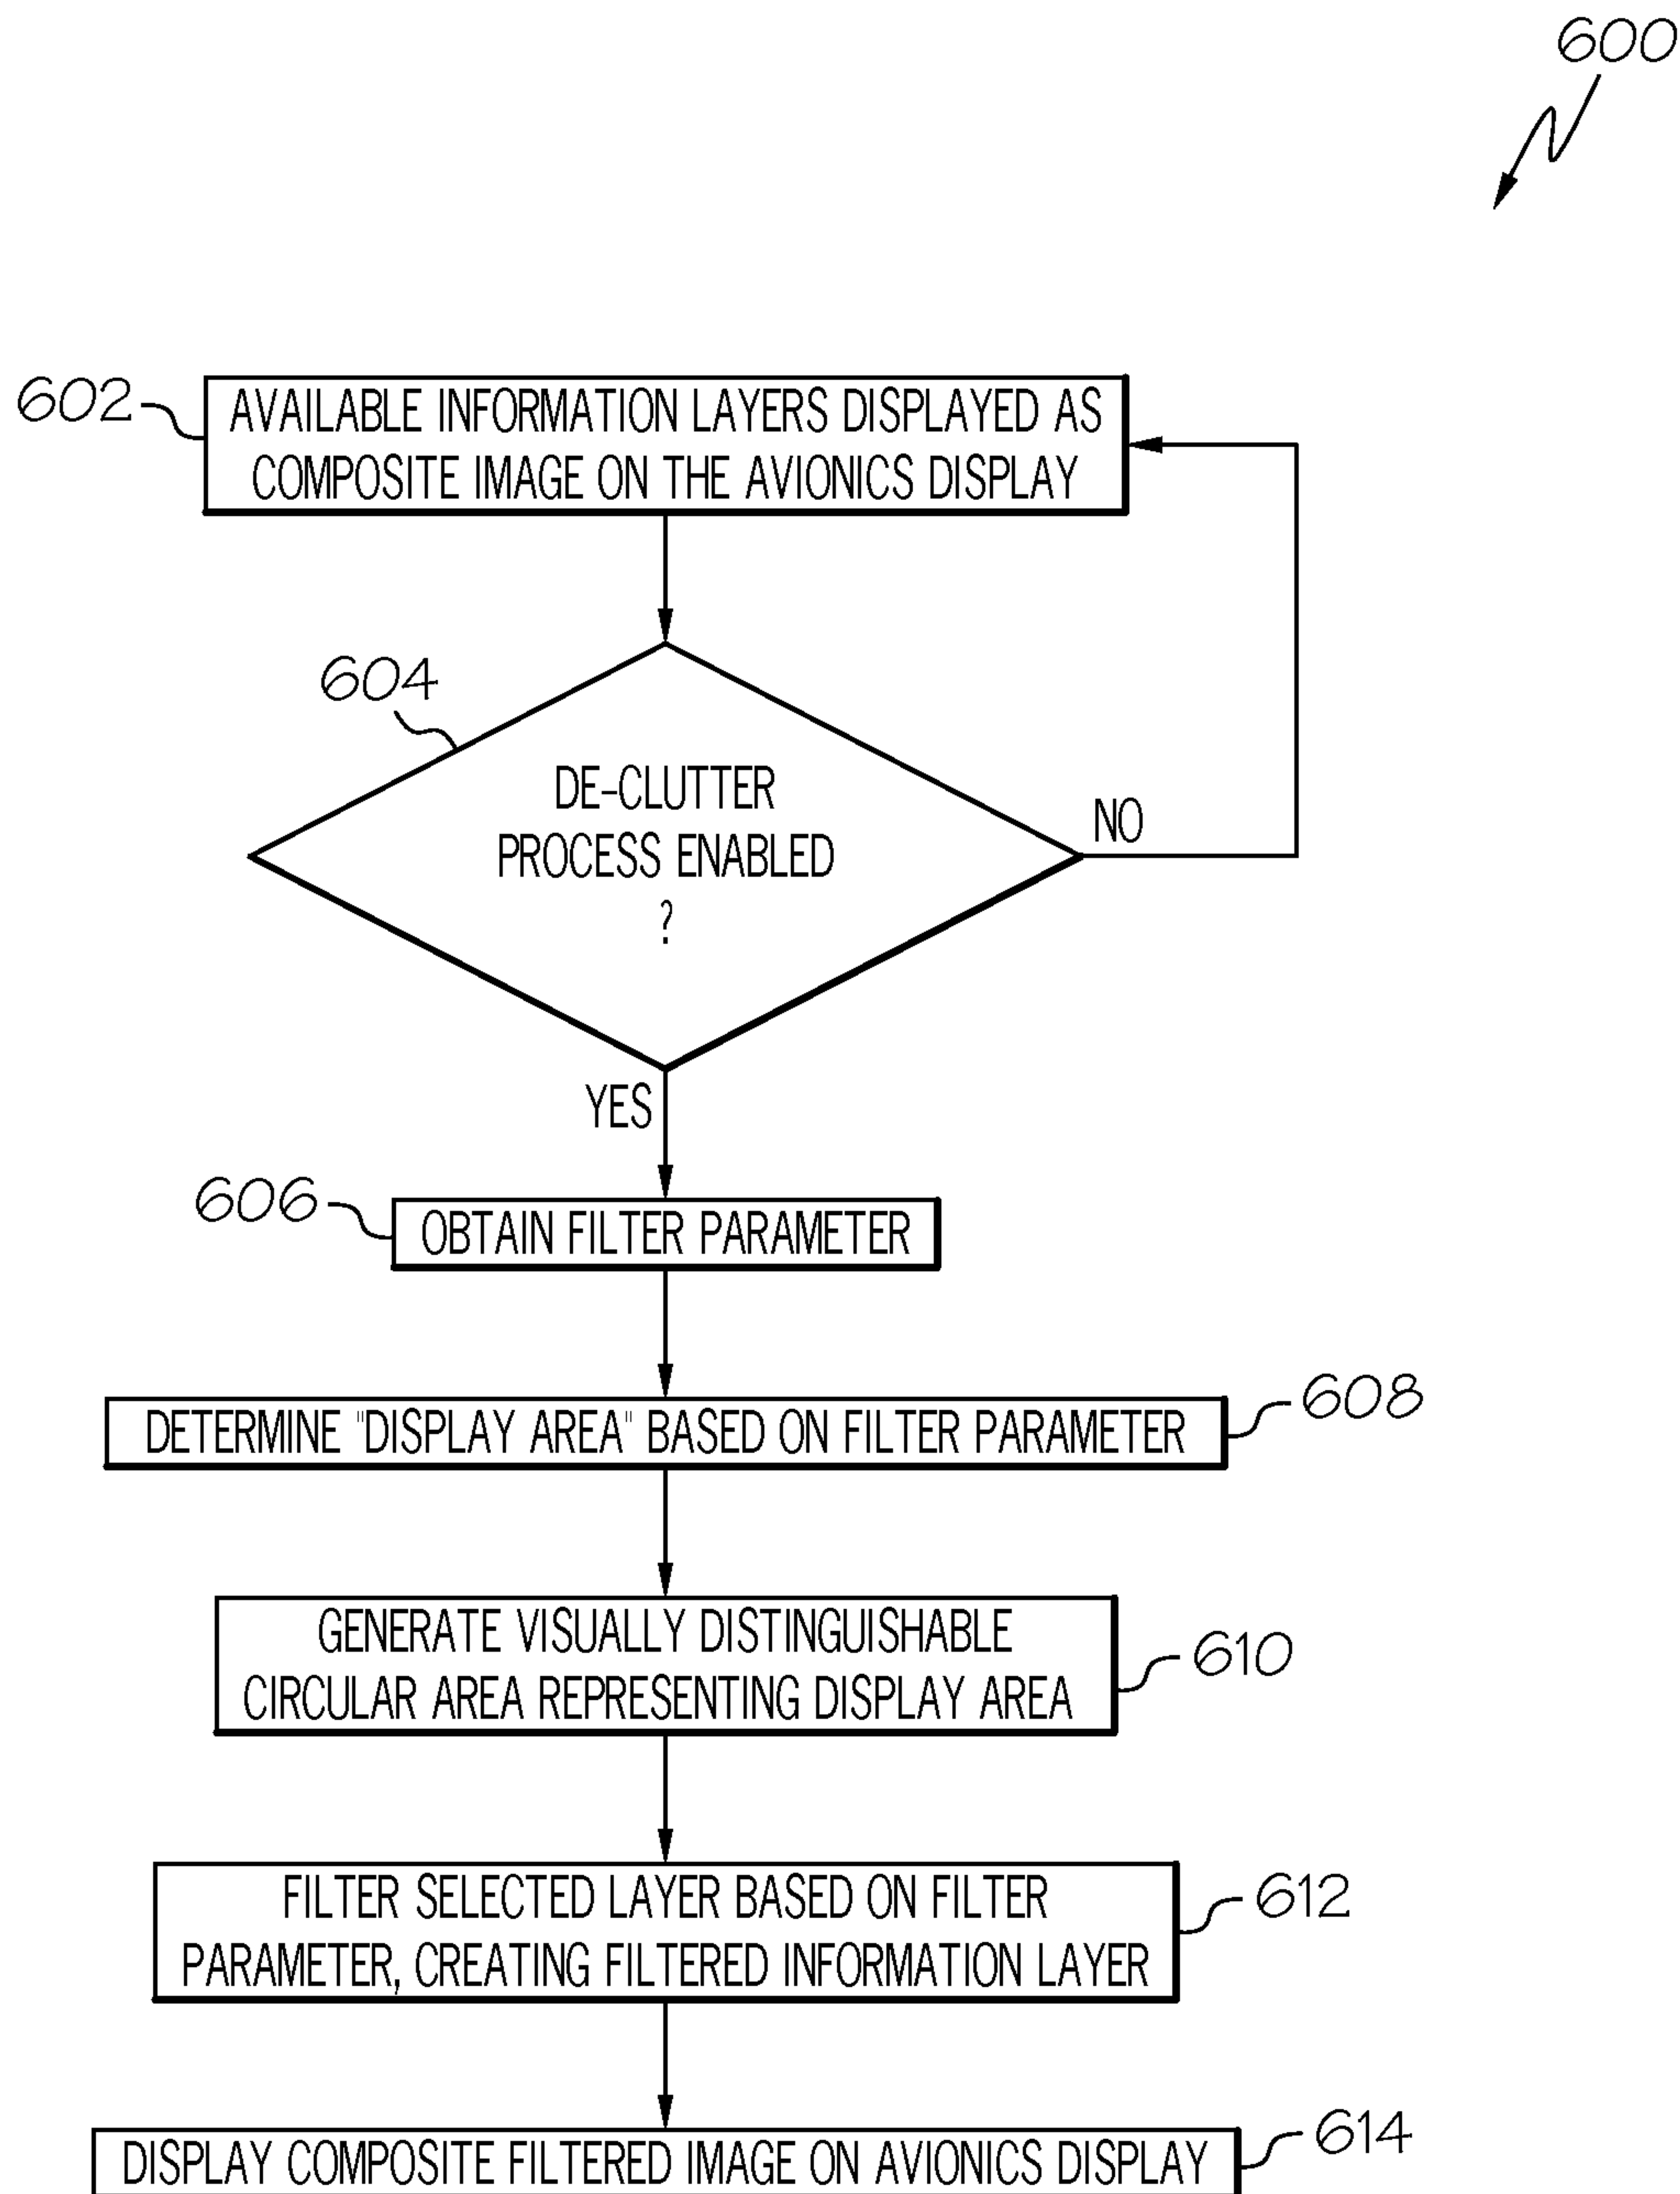 600
602
AVAILABLE INFORMATION LAYERS DISPLAYED AS
COMPOSITE IMAGE ON THE AVIONICS DISPLAY
604
DE-CLUTTER
PROCESS ENABLED
?
NO
YES
606
OBTAIN FILTER PARAMETER
608
DETERMINE "DISPLAY AREA" BASED ON FILTER PARAMETER
GENERATE VISUALLY DISTINGUISHABLE
CIRCULAR AREA REPRESENTING DISPLAY AREA
610
FILTER SELECTED LAYER BASED ON FILTER
PARAMETER, CREATING FILTERED INFORMATION LAYER
612
DISPLAY COMPOSITE FILTERED IMAGE ON AVIONICS DISPLAY
614